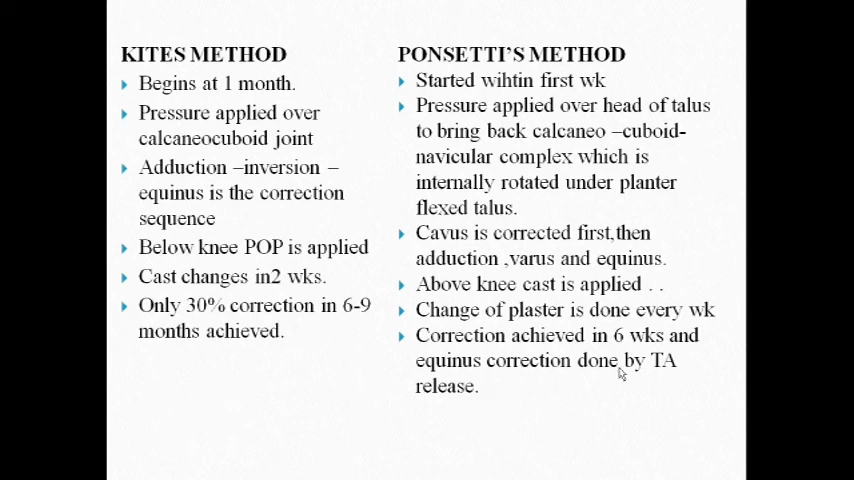 KITES METHOD
Begins at 1 month.
Pressure applied over
calcaneocuboid joint
Adduction –inversion –
equinus is the correction
sequence
Below knee POP is applied
Cast changes in2 wks.
Only 30% correction in 6-9
months achieved.
PONSETTI’S METHOD
Started wihtin first wk
Pressure applied over head of talus
to bring back calcaneo –cuboid-
navicular complex which is
internally rotated under planter
flexed talus.
Cavus is corrected first,then
adduction ,varus and equinus.
Above knee cast is applied . .
Change of plaster is done every wk
Correction achieved in 6 wks and
equinus correction done by TA
release.